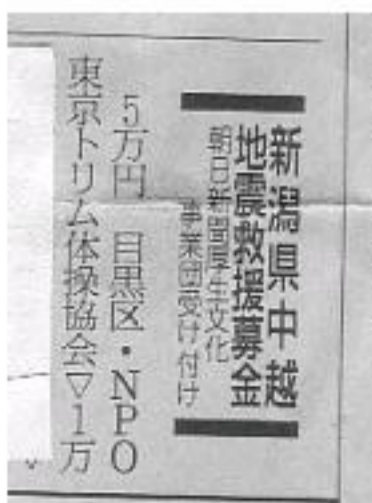 新潟県中越
地震救援募金
朝日新聞厚生文化
事業団受け付け
5万円 目黒区・NPO
東京トリム体操協会▽1万